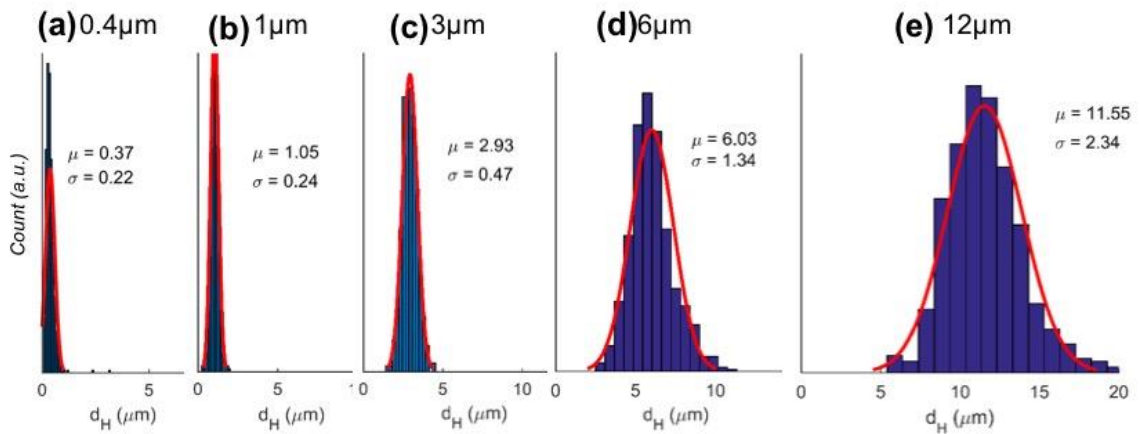 (a) 0.4μm
(b) 1μm
(c) 3μm
(d) 6μm
(e) 12μm
Count (a.u.)
μ = 0.37
σ = 0.22
μ = 1.05
σ = 0.24
μ = 2.93
σ = 0.47
μ = 6.03
σ = 1.34
μ = 11.55
σ = 2.34
0 5
0 5
0 5 10
0 5 10
0 5 10 15 20
d_H (μm)
d_H (μm)
d_H (μm)
d_H (μm)
d_H (μm)